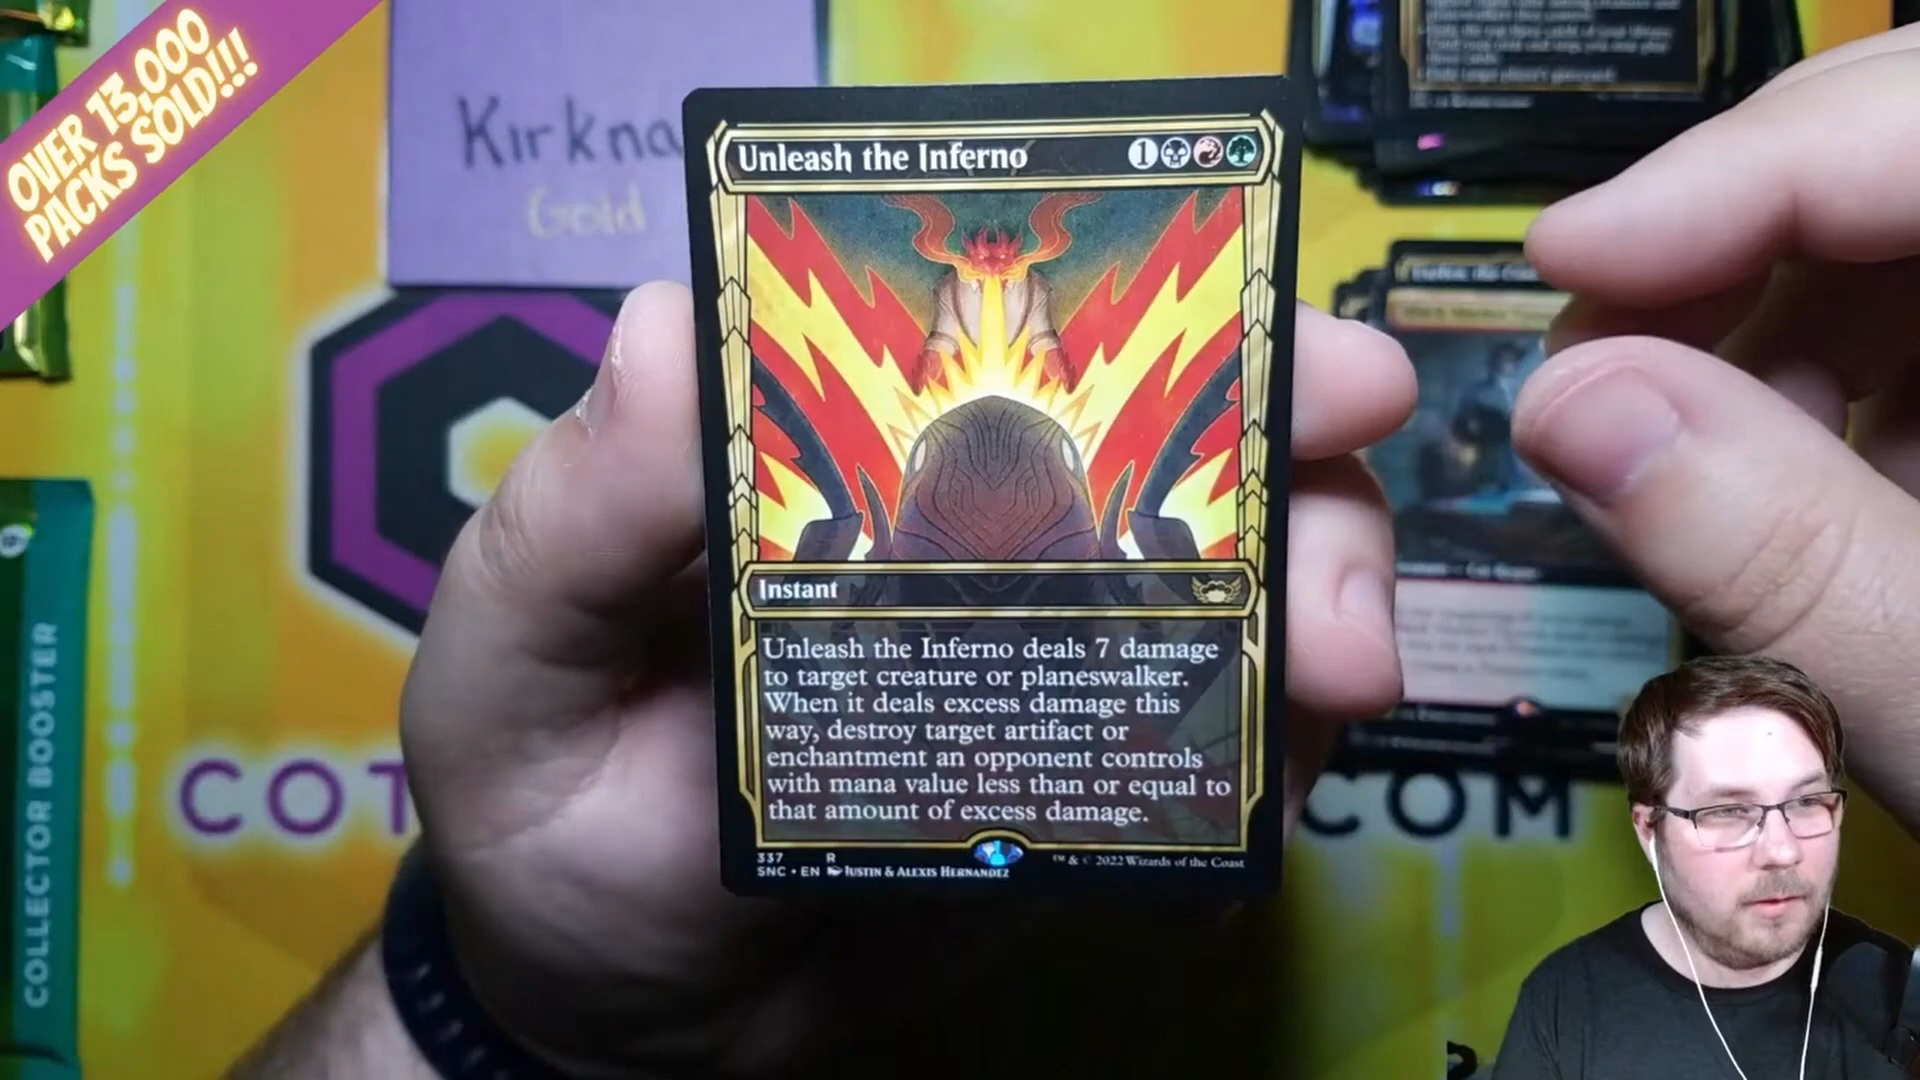 OVER 13,000
PACKS SOLD!!!
Kirkna
Gold
Unleash the Inferno
1
Instant
Unleash the Inferno deals 7 damage
to target creature or planeswalker.
When it deals excess damage this
way, destroy target artifact or
enchantment an opponent controls
with mana value less than or equal to
that amount of excess damage.
337 R
SNC • EN JUSTIN & ALEXIS HERNANDEZ
™ & © 2022 Wizards of the Coast
COLLECTOR BOOSTER
COT
COM